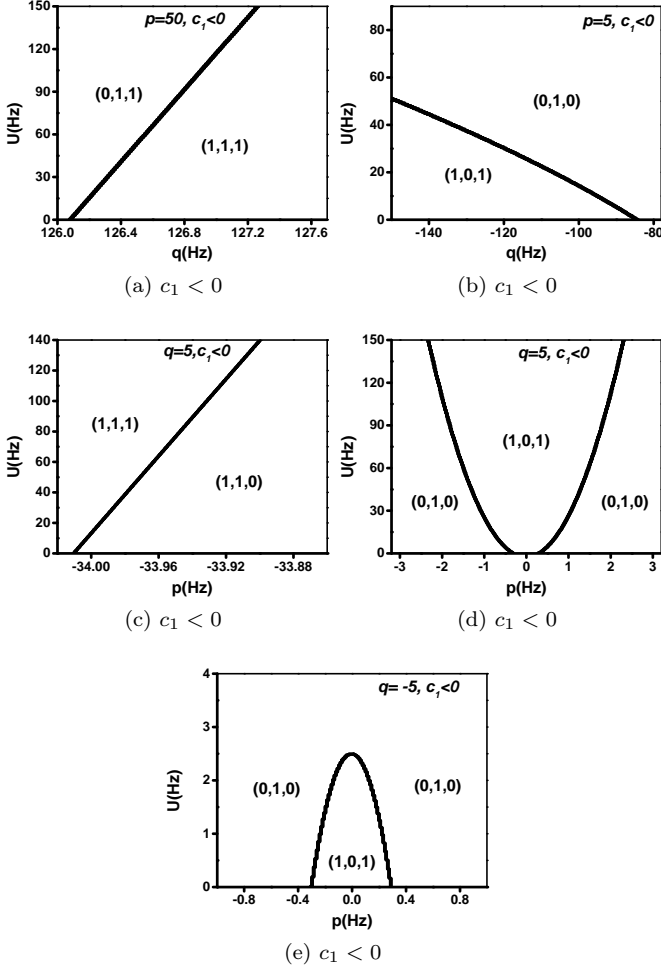 p=50, c₁<0
(0,1,1)
(1,1,1)
U(Hz)
150
120
90
60
30
0
126.0 126.4 126.8 127.2 127.6
q(Hz)
(a) c₁ < 0
p=5, c₁<0
(0,1,0)
(1,0,1)
U(Hz)
80
60
40
20
0
-140 -120 -100 -80
q(Hz)
(b) c₁ < 0
q=5,c₁<0
(1,1,1)
(1,1,0)
U(Hz)
140
120
100
80
60
40
20
0
-34.00 -33.96 -33.92 -33.88
p(Hz)
(c) c₁ < 0
q=5, c₁<0
(1,0,1)
(0,1,0) (0,1,0)
U(Hz)
150
120
90
60
30
0
-3 -2 -1 0 1 2 3
p(Hz)
(d) c₁ < 0
q= -5, c₁<0
(0,1,0) (0,1,0)
(1,0,1)
U(Hz)
4
3
2
1
0
-0.8 -0.4 0.0 0.4 0.8
p(Hz)
(e) c₁ < 0